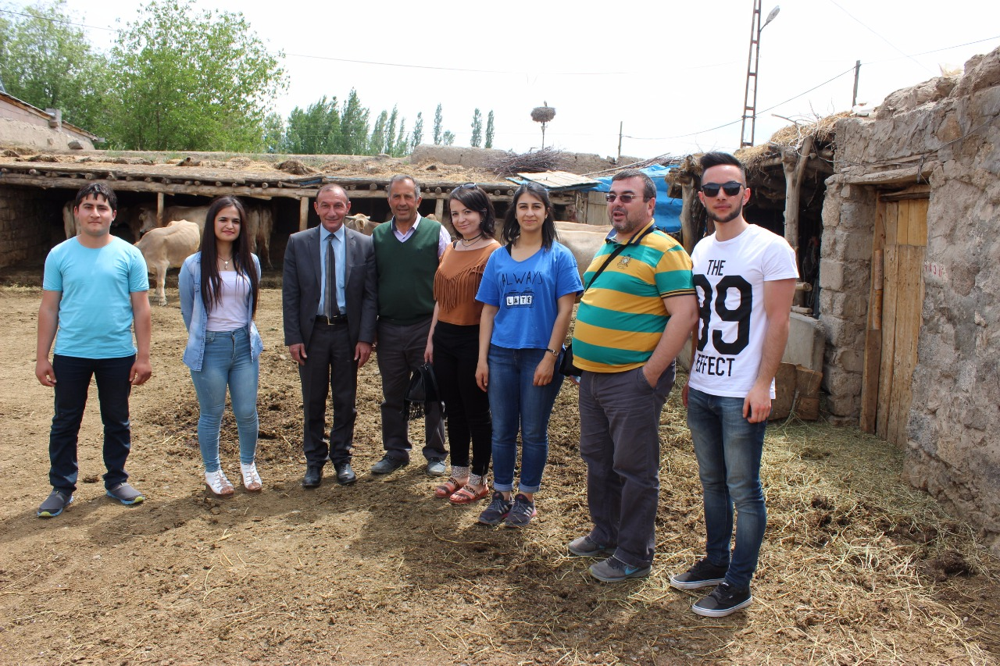 ALWAYS
LATE
THE
99
EFFECT